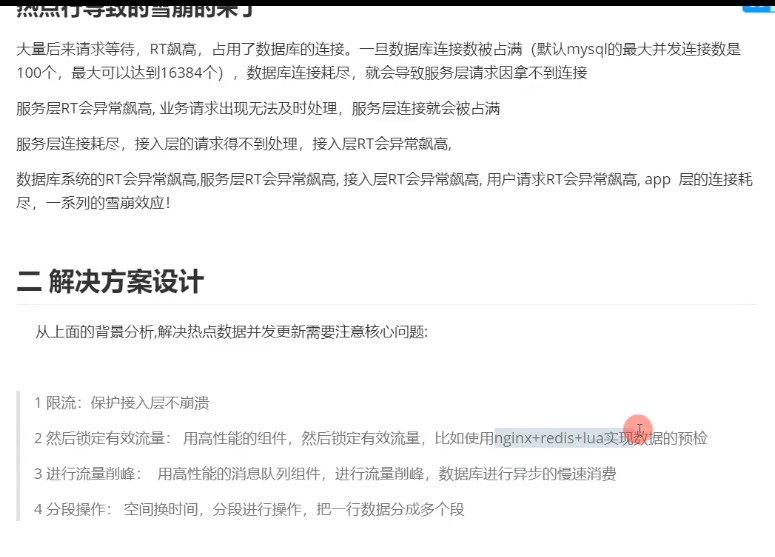 热点行导致的雪崩的来了
大量后来请求等待，RT飙高，占用了数据库的连接。一旦数据库连接数被占满（默认mysql的最大并发连接数是
100个，最大可以达到16384个），数据库连接耗尽，就会导致服务层请求因拿不到连接
服务层RT会异常飙高, 业务请求出现无法及时处理，服务层连接就会被占满
服务层连接耗尽，接入层的请求得不到处理，接入层RT会异常飙高,
数据库系统的RT会异常飙高,服务层RT会异常飙高, 接入层RT会异常飙高, 用户请求RT会异常飙高, app 层的连接耗
尽，一系列的雪崩效应！
二 解决方案设计
从上面的背景分析,解决热点数据并发更新需要注意核心问题:
1 限流：保护接入层不崩溃
2 然后锁定有效流量： 用高性能的组件，然后锁定有效流量，比如使用nginx+redis+lua实现数据的预检
3 进行流量削峰： 用高性能的消息队列组件，进行流量削峰，数据库进行异步的慢速消费
4 分段操作： 空间换时间，分段进行操作，把一行数据分成多个段